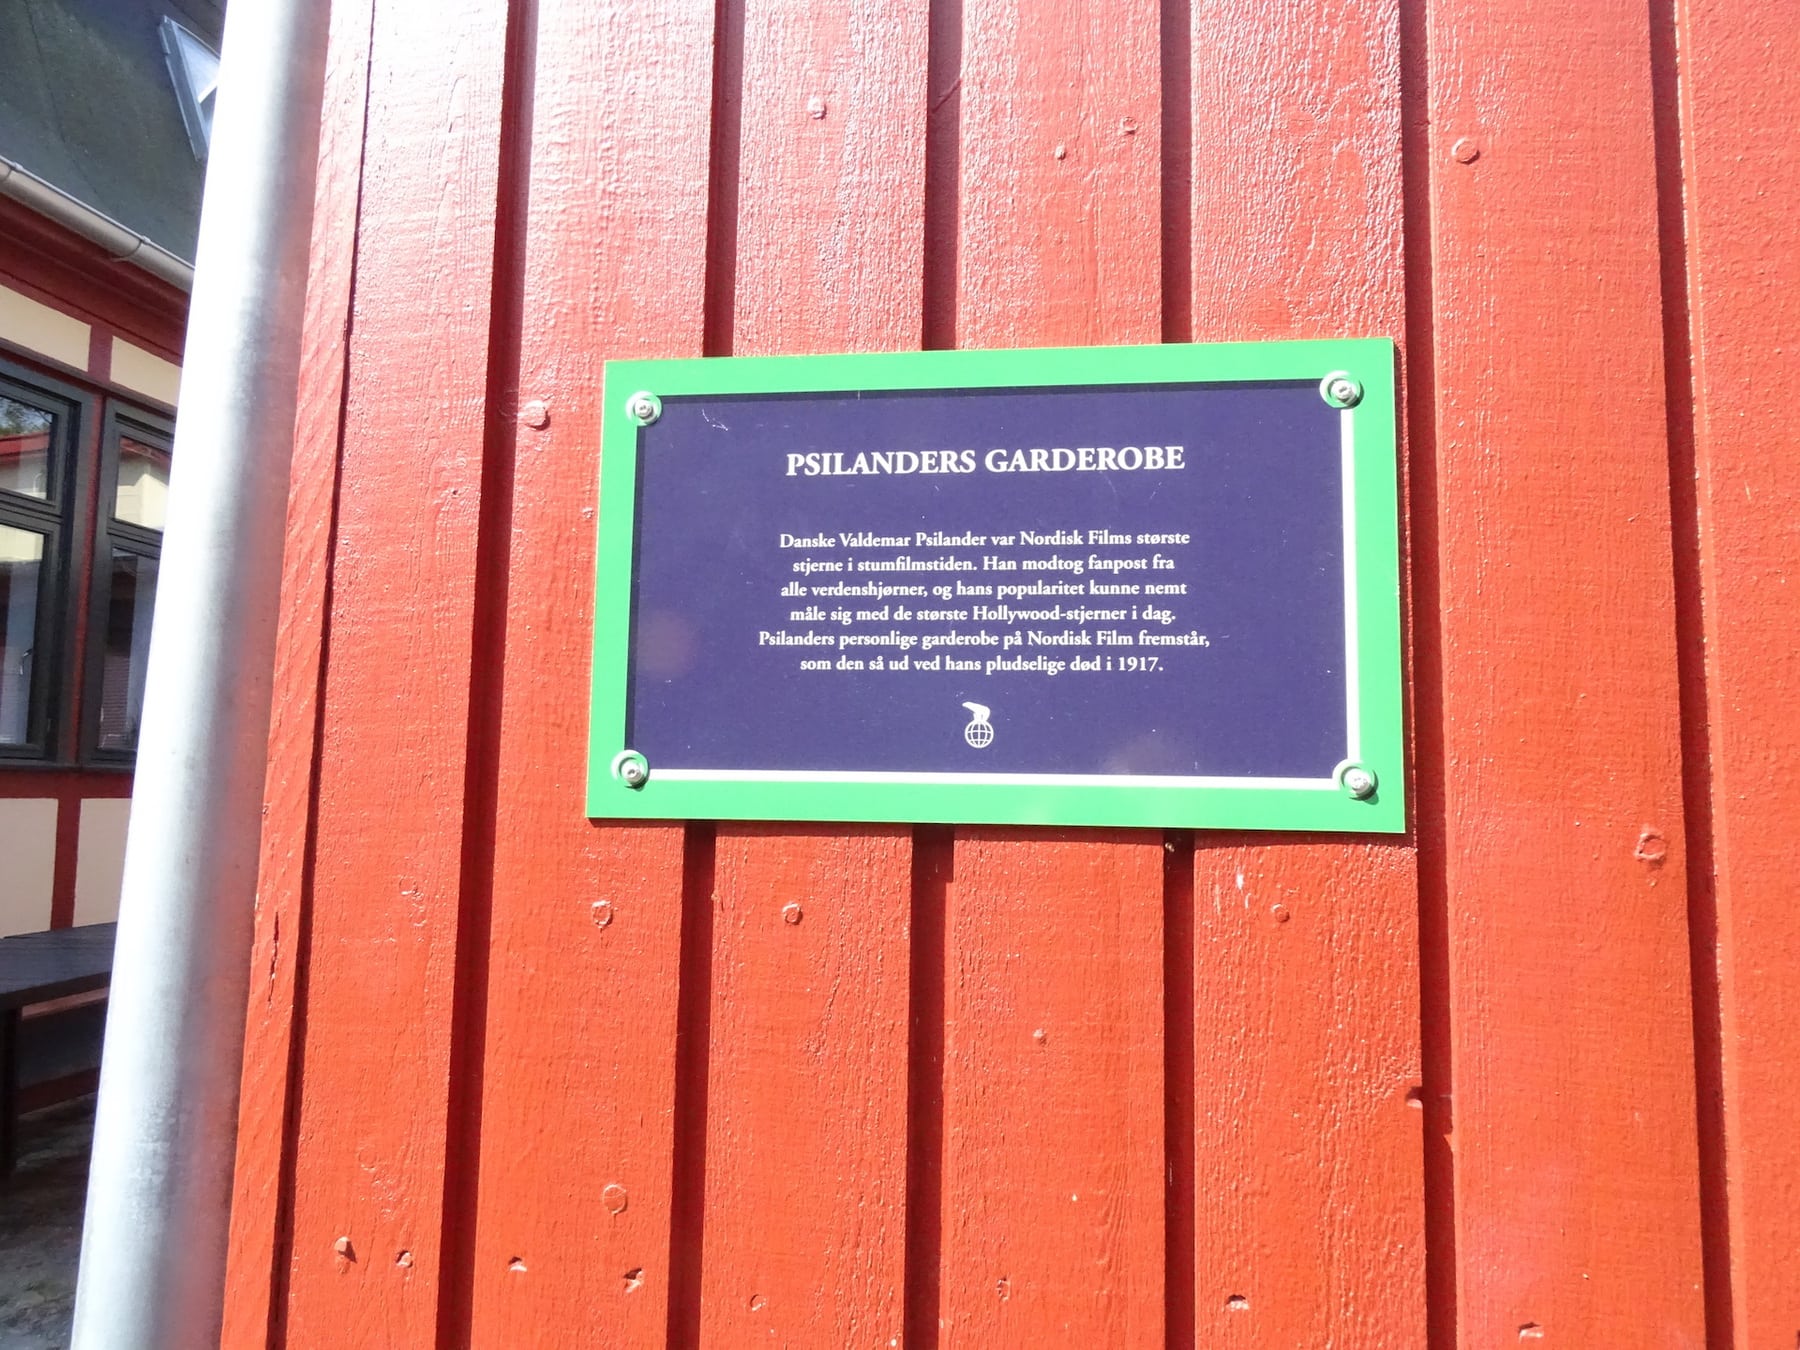 PSILANDERS GARDEROBE
Danske Valdemar Psilander var Nordisk Films største
stjerne i stumfilmstiden. Han modtog fanpost fra
alle verdenshjørner, og hans popularitet kunne nemt
måle sig med de største Hollywood-stjerner i dag.
Psilanders personlige garderobe på Nordisk Film fremstår,
som den så ud ved hans pludselige død i 1917.